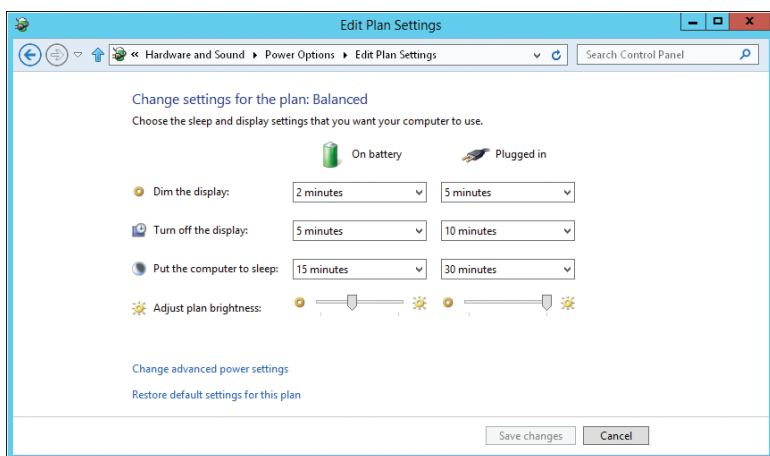 Edit Plan Settings
« Hardware and Sound Power Options Edit Plan Settings Search Control Panel
Change settings for the plan: Balanced
Choose the sleep and display settings that you want your computer to use.
On battery Plugged in
Dim the display: 2 minutes 5 minutes
Turn off the display: 5 minutes 10 minutes
Put the computer to sleep: 15 minutes 30 minutes
Adjust plan brightness:
Change advanced power settings
Restore default settings for this plan
Save changes Cancel